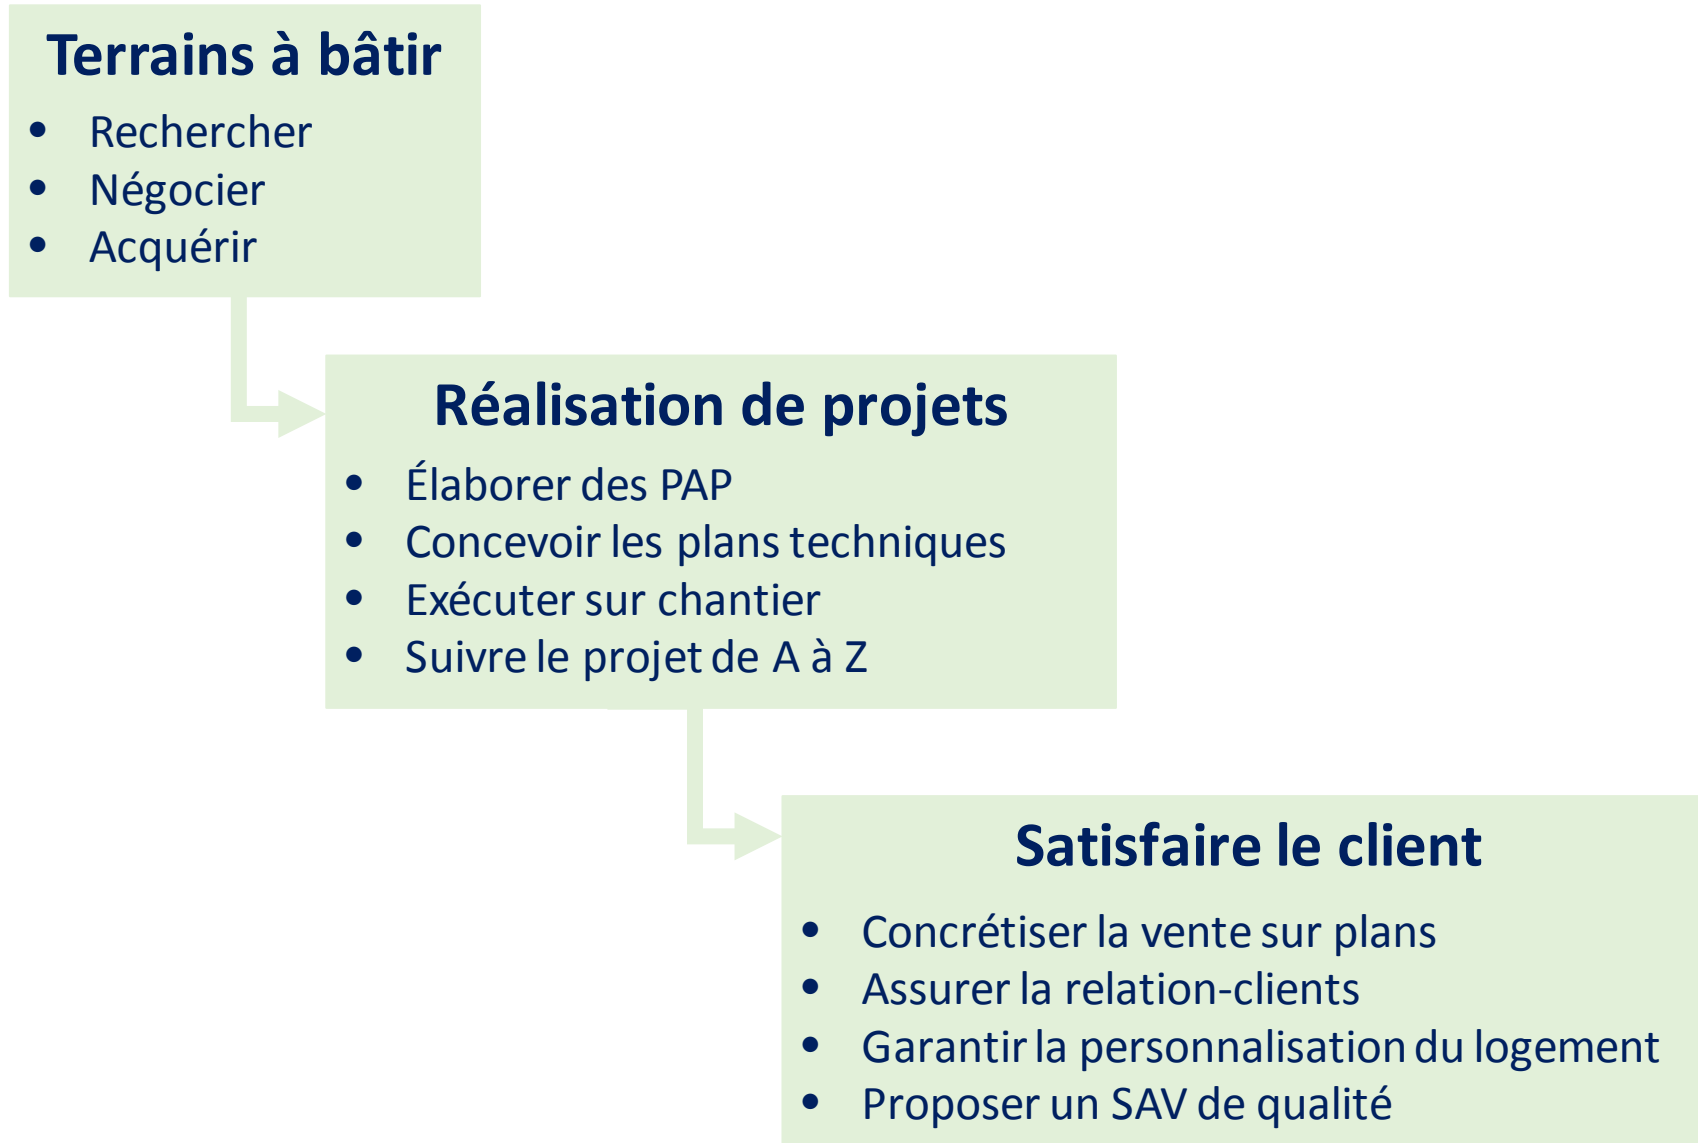 Terrains à bâtir
• Rechercher
• Négocier
• Acquérir
Réalisation de projets
• Élaborer des PAP
• Concevoir les plans techniques
• Exécuter sur chantier
• Suivre le projet de A à Z
Satisfaire le client
• Concrétiser la vente sur plans
• Assurer la relation-clients
• Garantir la personnalisation du logement
• Proposer un SAV de qualité